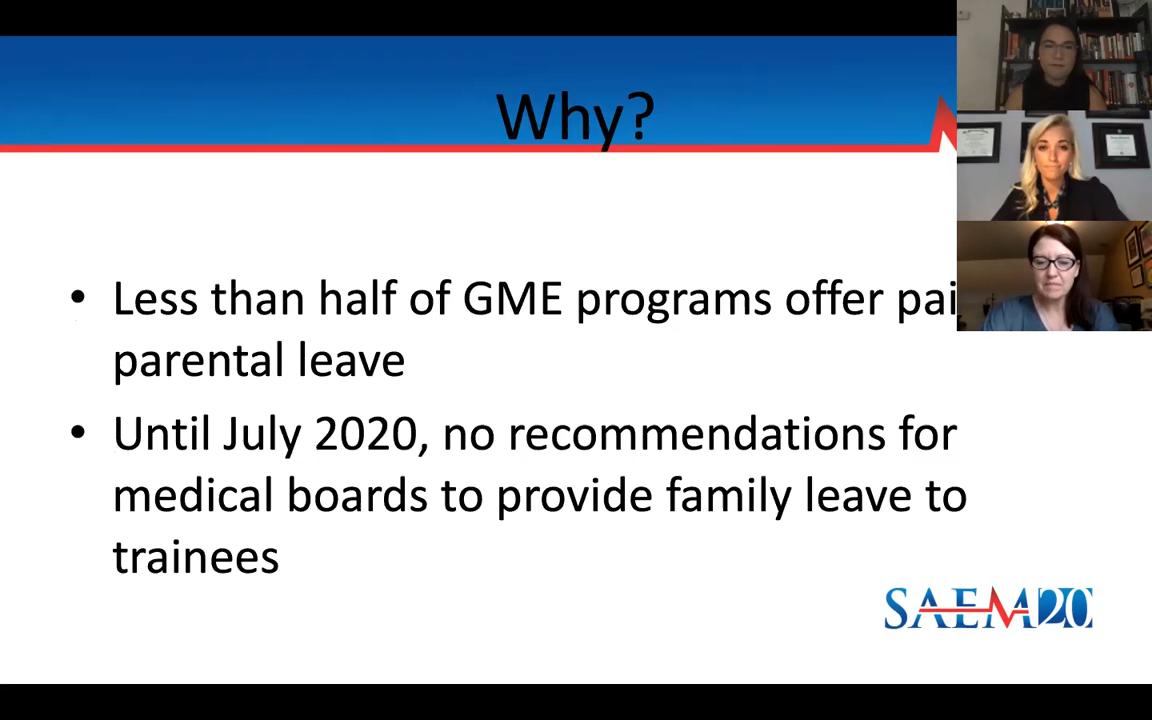 Why?
• Less than half of GME programs offer pai
parental leave
• Until July 2020, no recommendations for
medical boards to provide family leave to
trainees
SAEM20